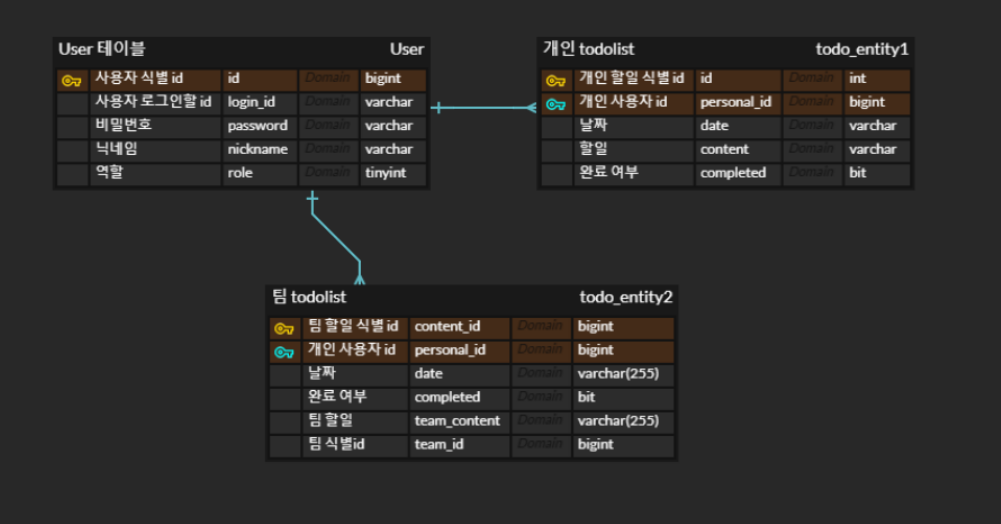 User 테이블 User
사용자 식별 id id Domain bigint
사용자 로그인할 id login_id Domain varchar
비밀번호 password Domain varchar
닉네임 nickname Domain varchar
역할 role Domain tinyint
개인 todolist todo_entity1
개인 할일 식별 id id Domain int
개인 사용자 id personal_id Domain bigint
날짜 date Domain varchar
할일 content Domain varchar
완료 여부 completed Domain bit
팀 todolist todo_entity2
팀 할일 식별 id content_id Domain bigint
개인 사용자 id personal_id Domain bigint
날짜 date Domain varchar(255)
완료 여부 completed Domain bit
팀 할일 team_content Domain varchar(255)
팀 식별id team_id Domain bigint